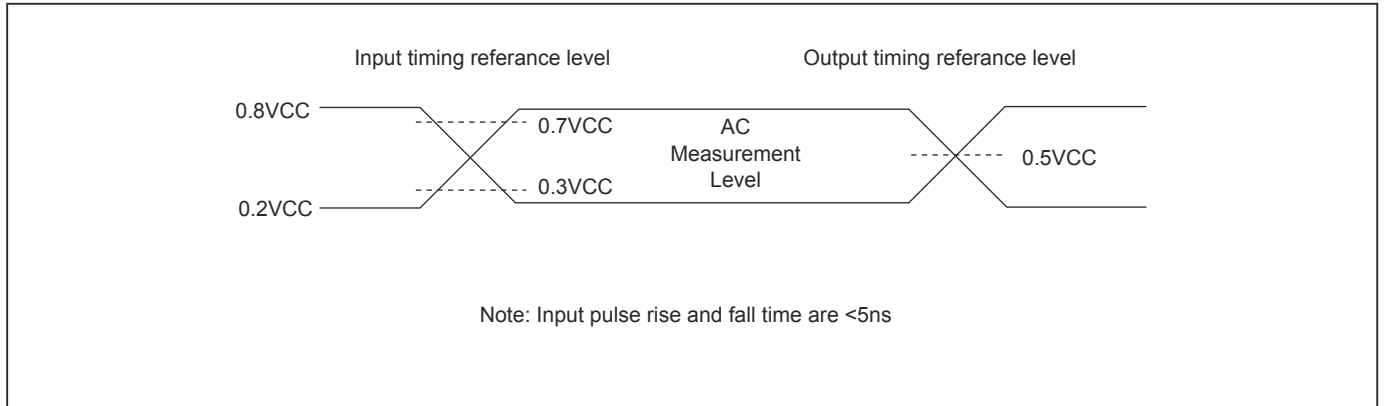 Input timing referance level
Output timing referance level
0.8VCC
0.7VCC
AC
Measurement
Level
0.5VCC
0.3VCC
0.2VCC
Note: Input pulse rise and fall time are <5ns